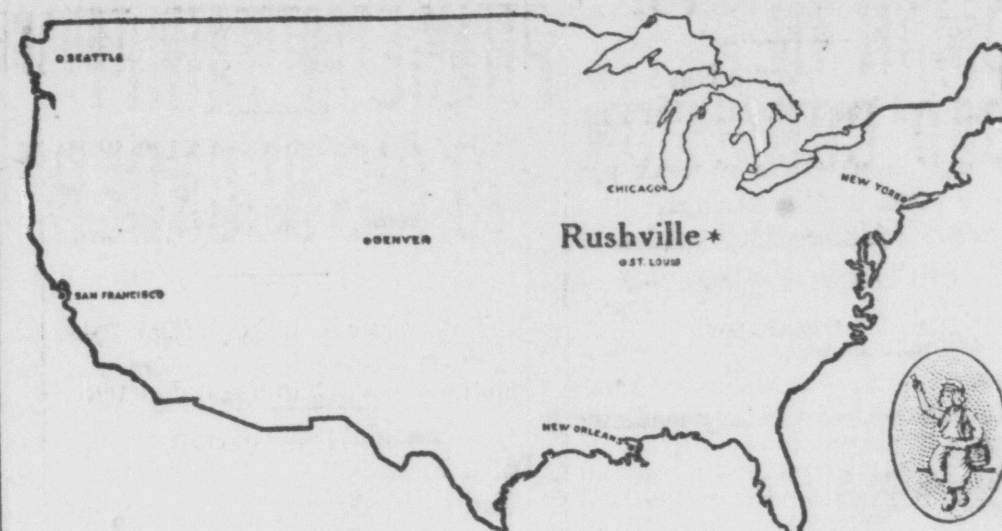 SEATTLE
CHICAGO
NEW YORK
DENVER
Rushville *
ST. LOUIS
SAN FRANCISCO
NEW ORLEANS